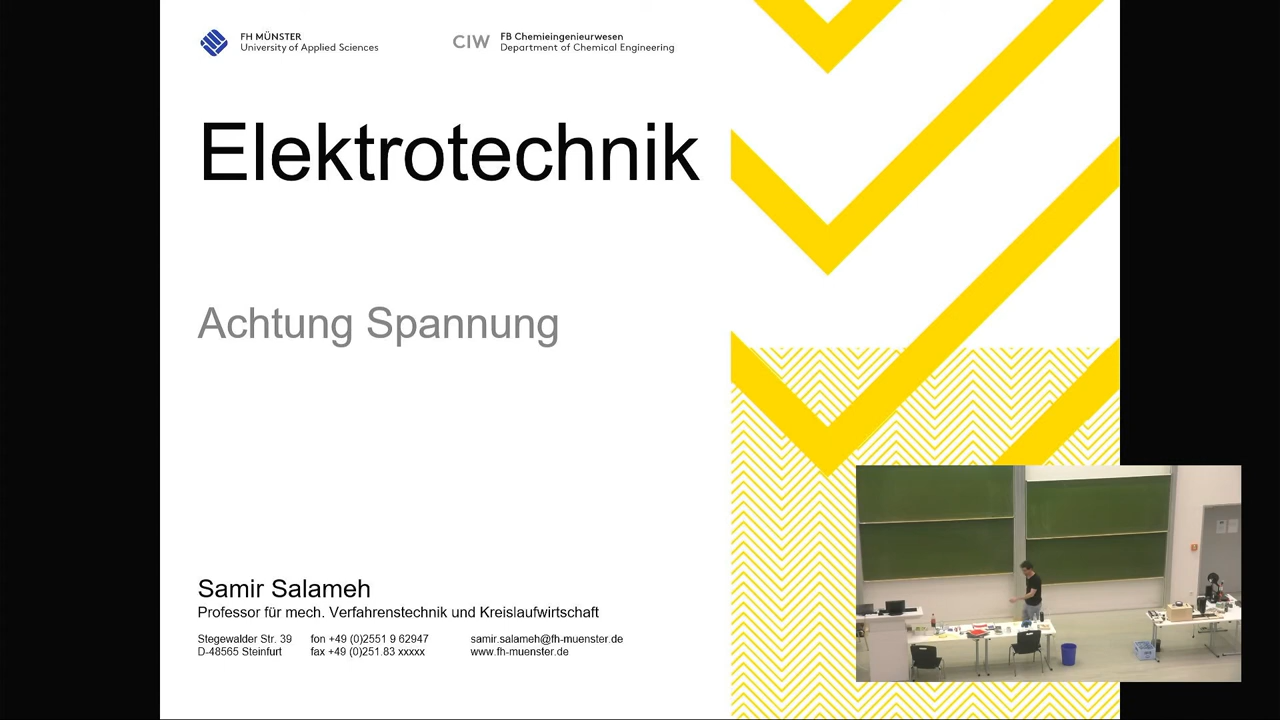 FH MÜNSTER
University of Applied Sciences
CIW
FB Chemieingenieurwesen
Department of Chemical Engineering
Elektrotechnik
Achtung Spannung
Samir Salameh
Professor für mech. Verfahrenstechnik und Kreislaufwirtschaft
Stegewalder Str. 39
D-48565 Steinfurt
fon +49 (0)2551 9 62947
fax +49 (0)251.83 xxxxx
samir.salameh@fh-muenster.de
www.fh-muenster.de